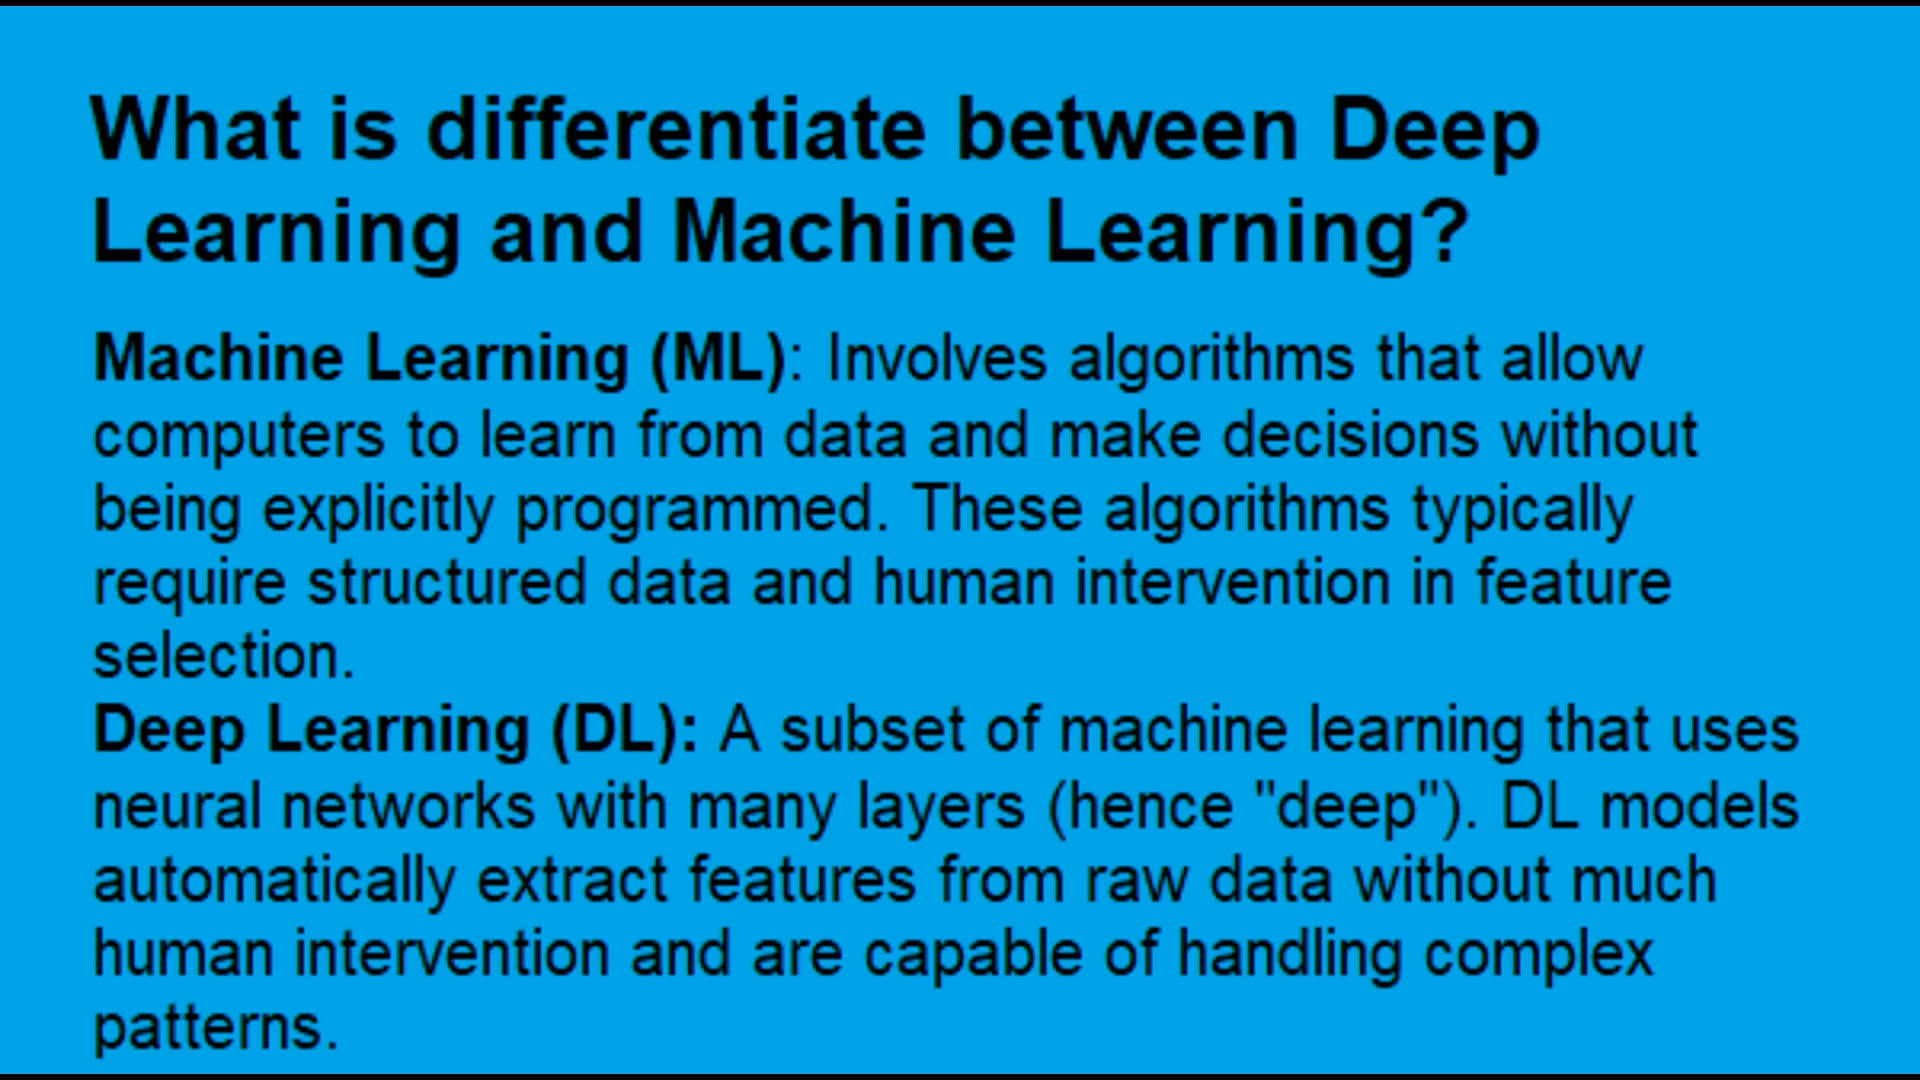 What is differentiate between Deep
Learning and Machine Learning?
Machine Learning (ML): Involves algorithms that allow
computers to learn from data and make decisions without
being explicitly programmed. These algorithms typically
require structured data and human intervention in feature
selection.
Deep Learning (DL): A subset of machine learning that uses
neural networks with many layers (hence "deep"). DL models
automatically extract features from raw data without much
human intervention and are capable of handling complex
patterns.